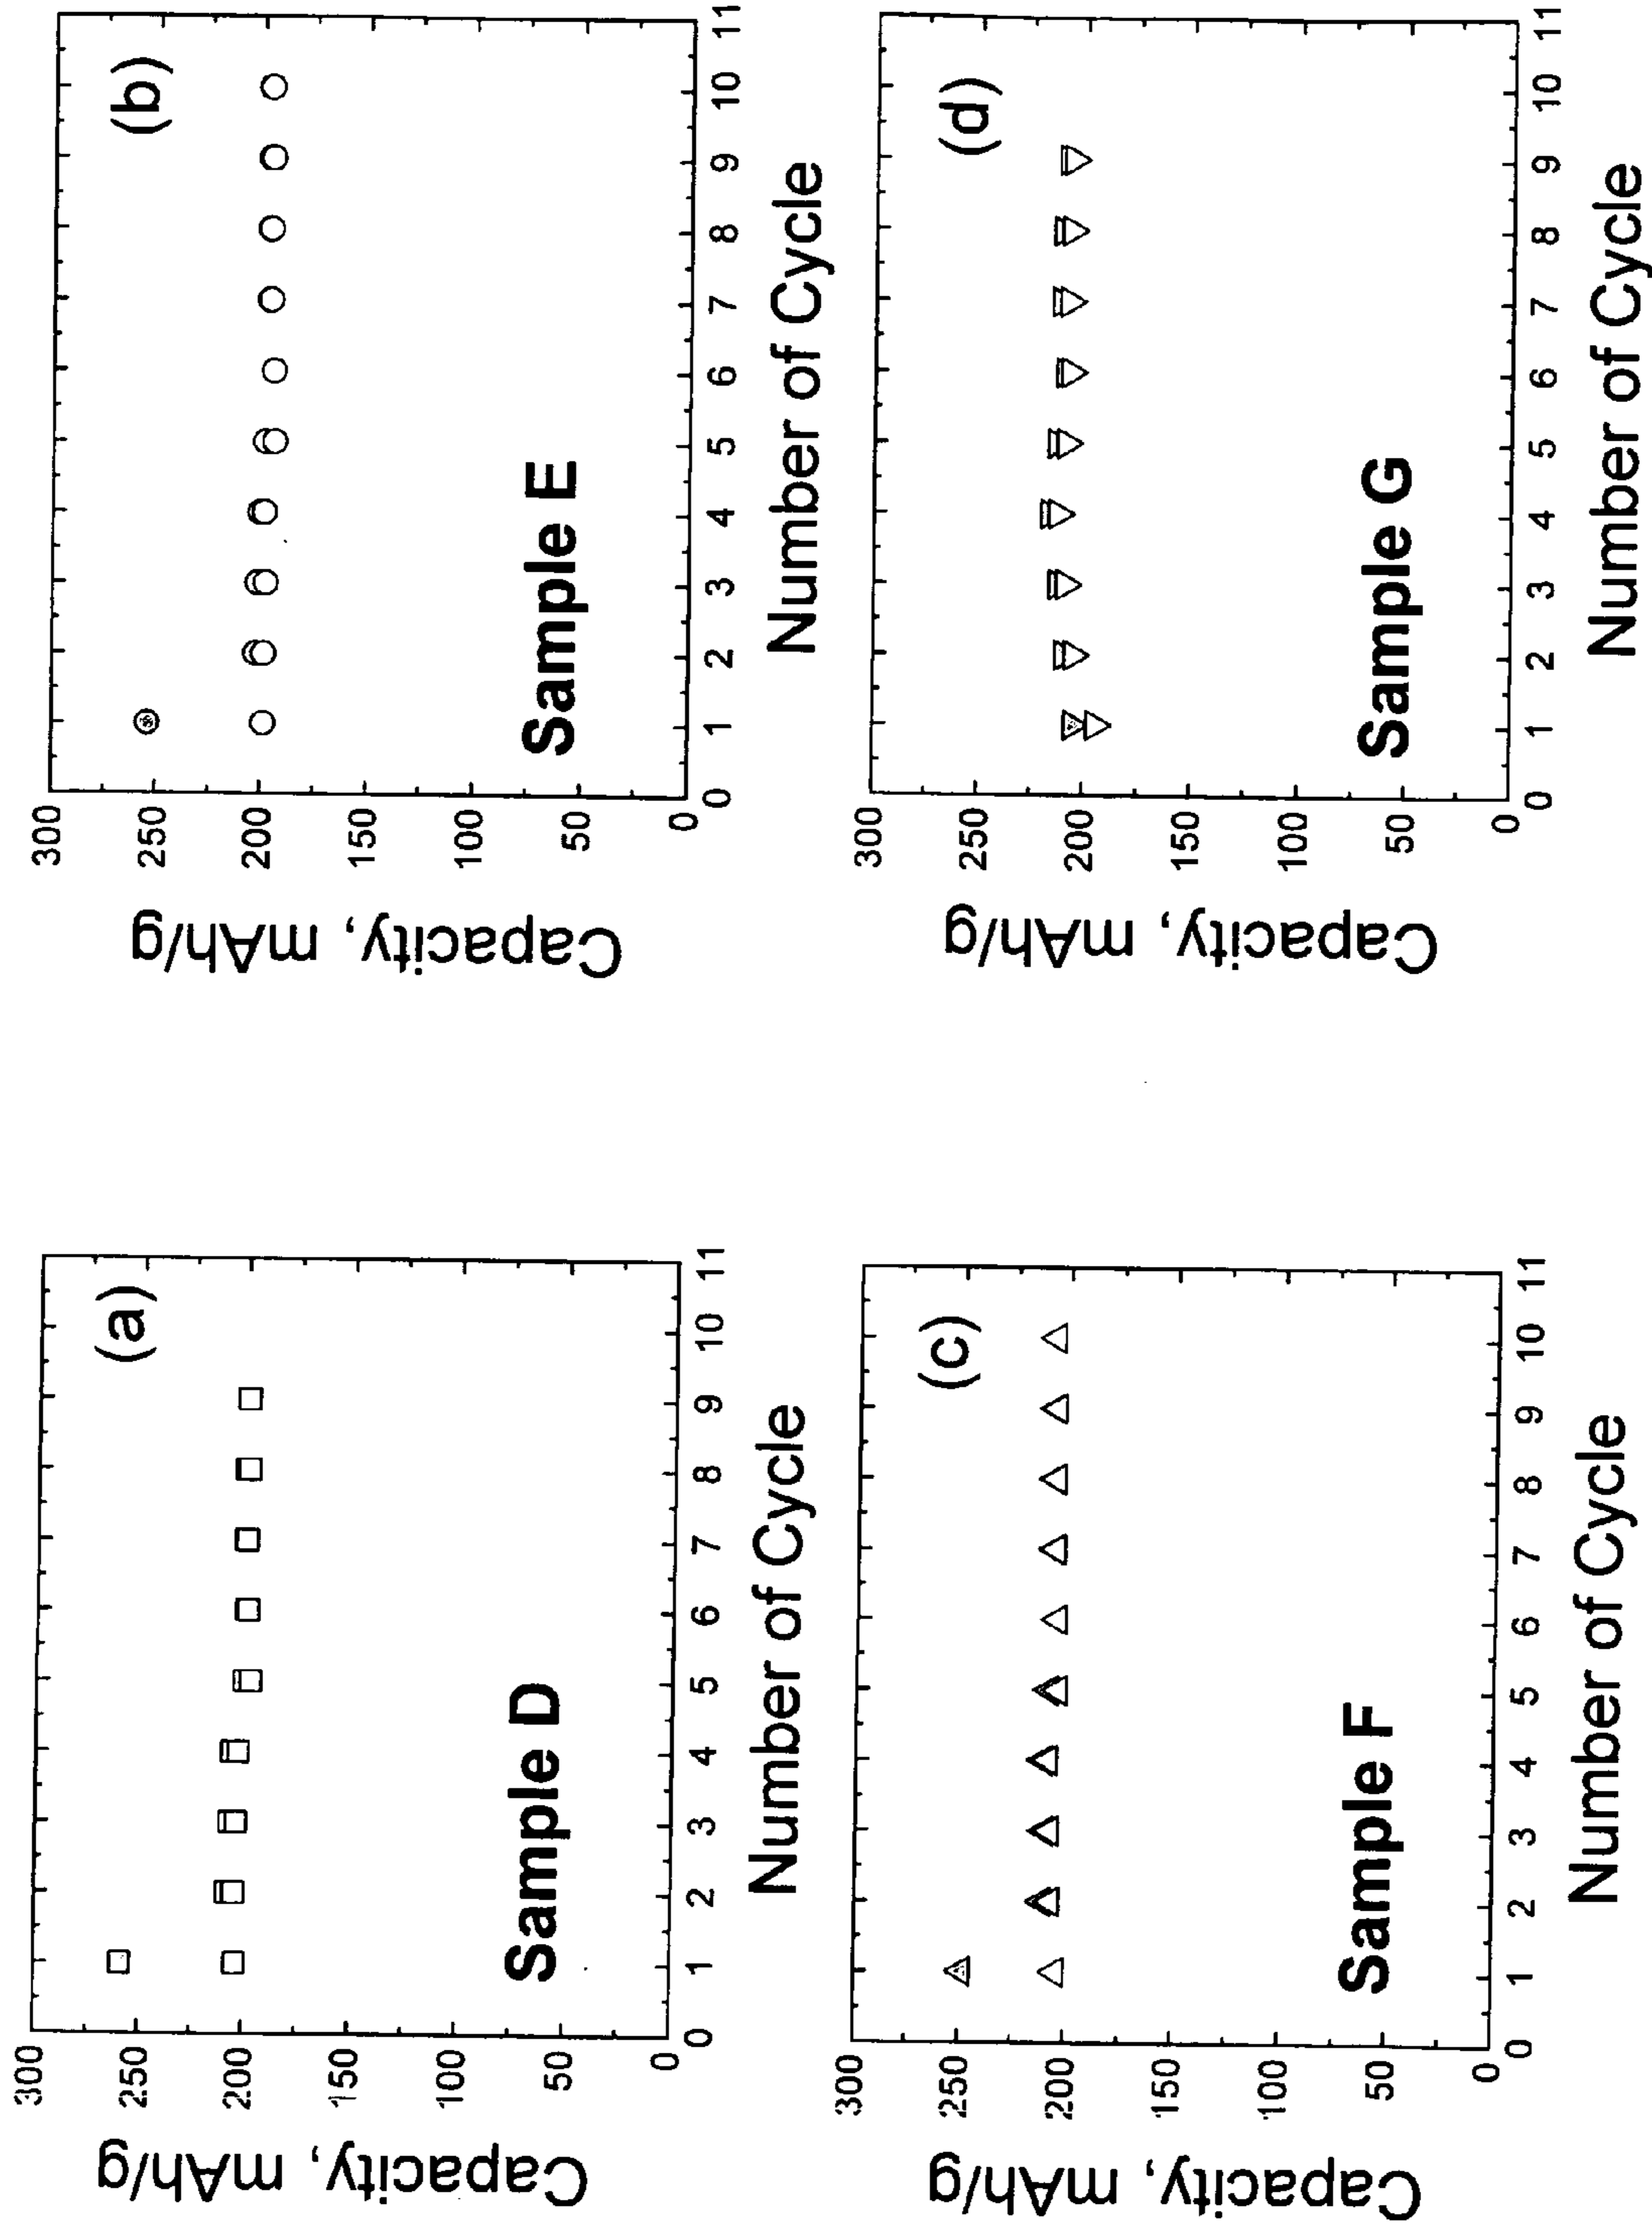 (a)
Capacity, mAh/g
300
250
200
150
100
50
0
Sample D
0 1 2 3 4 5 6 7 8 9 10 11
Number of Cycle
(b)
Capacity, mAh/g
300
250
200
150
100
50
0
Sample E
0 1 2 3 4 5 6 7 8 9 10 11
Number of Cycle
(c)
Capacity, mAh/g
300
250
200
150
100
50
0
Sample F
0 1 2 3 4 5 6 7 8 9 10 11
Number of Cycle
(d)
Capacity, mAh/g
300
250
200
150
100
50
0
Sample G
0 1 2 3 4 5 6 7 8 9 10 11
Number of Cycle